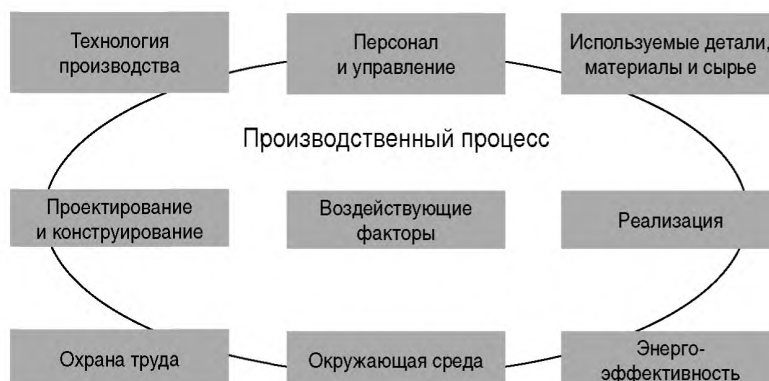 Технология
производства
Персонал
и управление
Используемые детали,
материалы и сырье
Производственный процесс
Проектирование
и конструирование
Воздействующие
факторы
Реализация
Охрана труда
Окружающая среда
Энерго-
эффективность